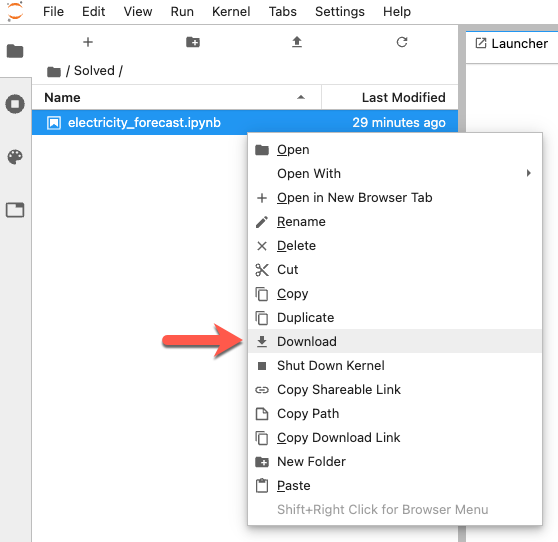 File Edit View Run Kernel Tabs Settings Help
Launcher
/ Solved /
Name Last Modified
electricity_forecast.ipynb 29 minutes ago
Open
Open With
Open in New Browser Tab
Rename
Delete
Cut
Copy
Duplicate
Download
Shut Down Kernel
Copy Shareable Link
Copy Path
Copy Download Link
New Folder
Paste
Shift+Right Click for Browser Menu